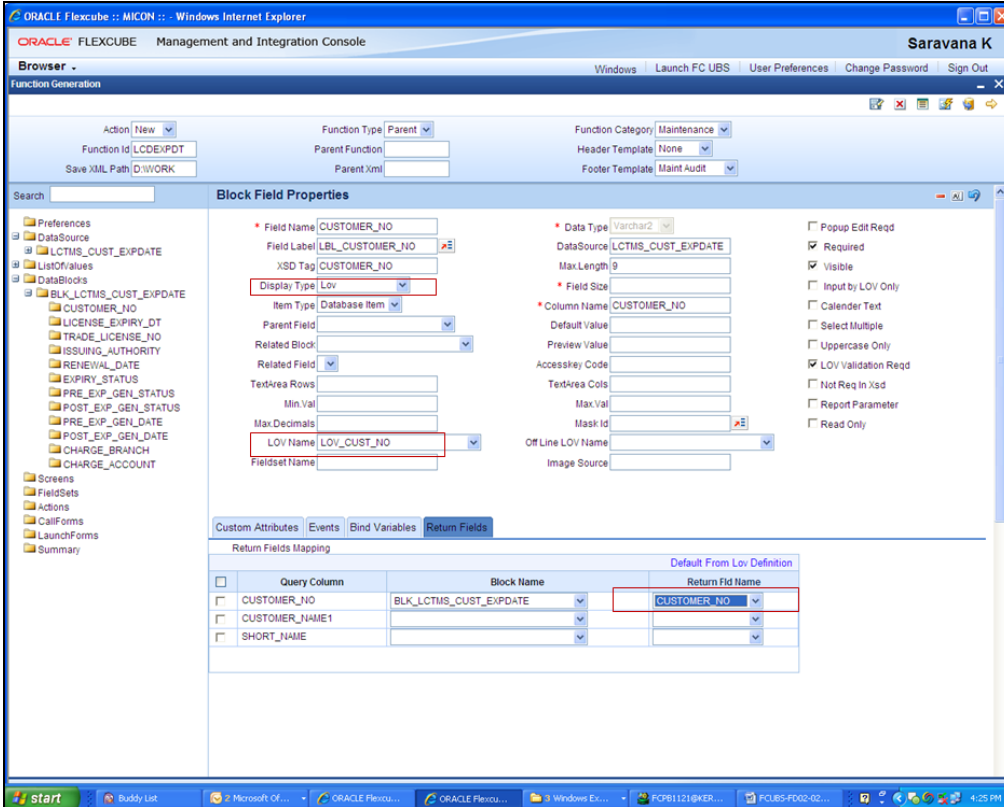 ORACLE Flexcube :: MICON :: - Windows Internet Explorer
ORACLE FLEXCUBE Management and Integration Console Saravana K
Browser Windows Launch FC UBS User Preferences Change Password Sign Out
Function Generation
Action New Function Type Parent Function Category Maintenance
Function Id LCDEXPDT Parent Function Header Template None
Save XML Path D:\WORK Parent Xml Footer Template Maint Audit
Search
Preferences
DataSource
LCTMS_CUST_EXPDATE
ListOfValues
DataBlocks
BLK_LCTMS_CUST_EXPDATE
CUSTOMER_NO
LICENSE_EXPIRY_DT
TRADE_LICENSE_NO
ISSUING_AUTHORITY
RENEWAL_DATE
EXPIRY_STATUS
PRE_EXP_GEN_STATUS
POST_EXP_GEN_STATUS
PRE_EXP_GEN_DATE
POST_EXP_GEN_DATE
CHARGE_BRANCH
CHARGE_ACCOUNT
Screens
FieldSets
Actions
CallForms
LaunchForms
Summary
Block Field Properties
* Field Name CUSTOMER_NO * Data Type Varchar2 Popup Edit Reqd
Field Label LBL_CUSTOMER_NO DataSource LCTMS_CUST_EXPDATE Required
XSD Tag CUSTOMER_NO Max.Length 9 Visible
Display Type Lov * Field Size Input by LOV Only
Item Type Database Item * Column Name CUSTOMER_NO Calender Text
Parent Field Default Value Select Multiple
Related Block Preview Value Uppercase Only
Related Field Accesskey Code LOV Validation Reqd
TextArea Rows TextArea Cols Not Req In Xsd
Min.Val Max.Val Report Parameter
Max.Decimals Mask Id Read Only
LOV Name LOV_CUST_NO Off Line LOV Name
Fieldset Name Image Source
Custom Attributes Events Bind Variables Return Fields
Return Fields Mapping
Default From Lov Definition
Query Column Block Name Return Fld Name
CUSTOMER_NO BLK_LCTMS_CUST_EXPDATE CUSTOMER_NO
CUSTOMER_NAME1
SHORT_NAME
start Buddy List 2 Microsoft Of... ORACLE Flexcu... ORACLE Flexcu... 3 Windows Ex... FCPB1121@KER... FCUBS-FD02-02... 4:25 PM